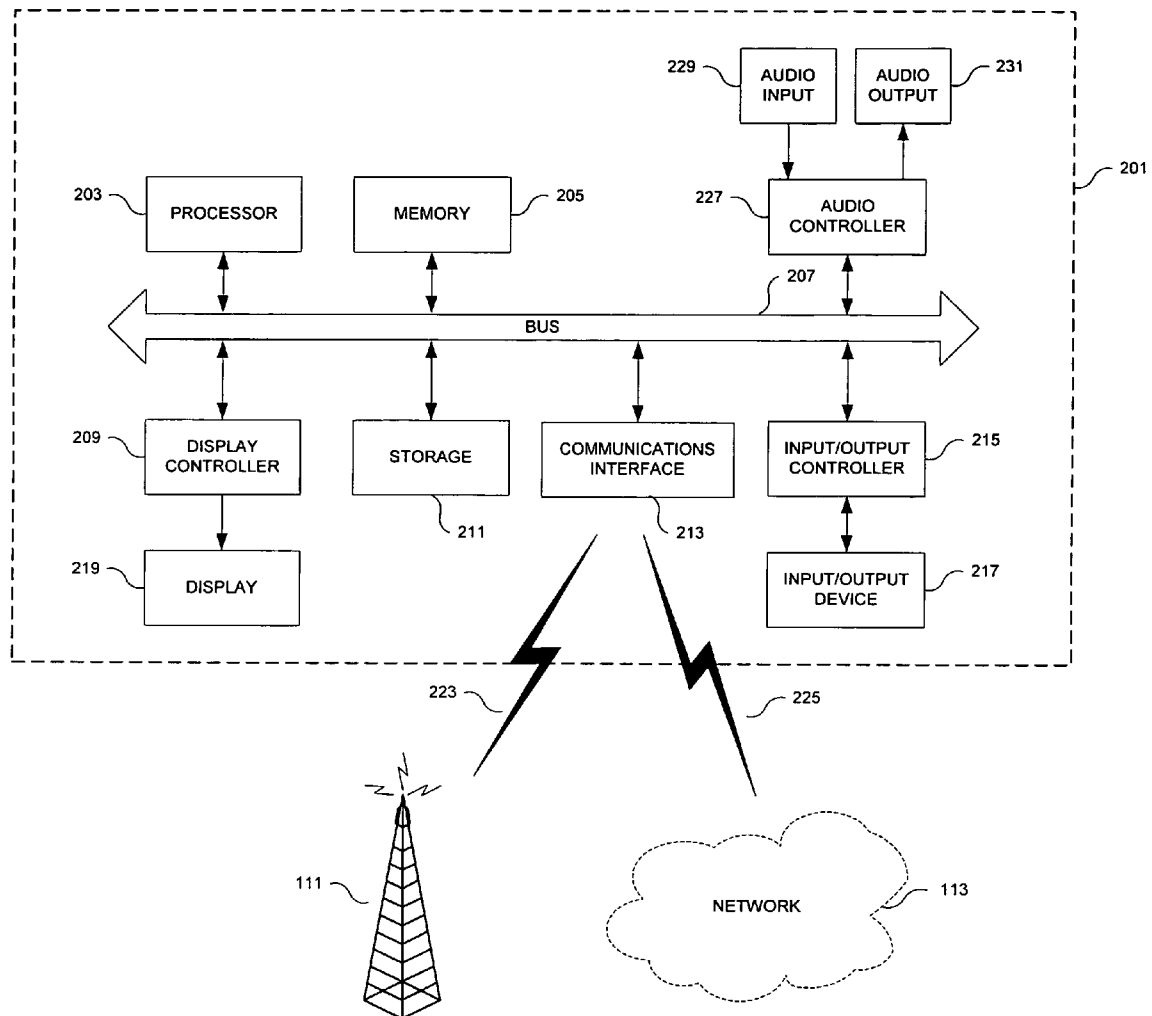 229
AUDIO
INPUT
AUDIO
OUTPUT
231
201
203
PROCESSOR
MEMORY
205
227
AUDIO
CONTROLLER
207
BUS
209
DISPLAY
CONTROLLER
STORAGE
211
COMMUNICATIONS
INTERFACE
213
INPUT/OUTPUT
CONTROLLER
215
219
DISPLAY
INPUT/OUTPUT
DEVICE
217
223
225
111
NETWORK
113